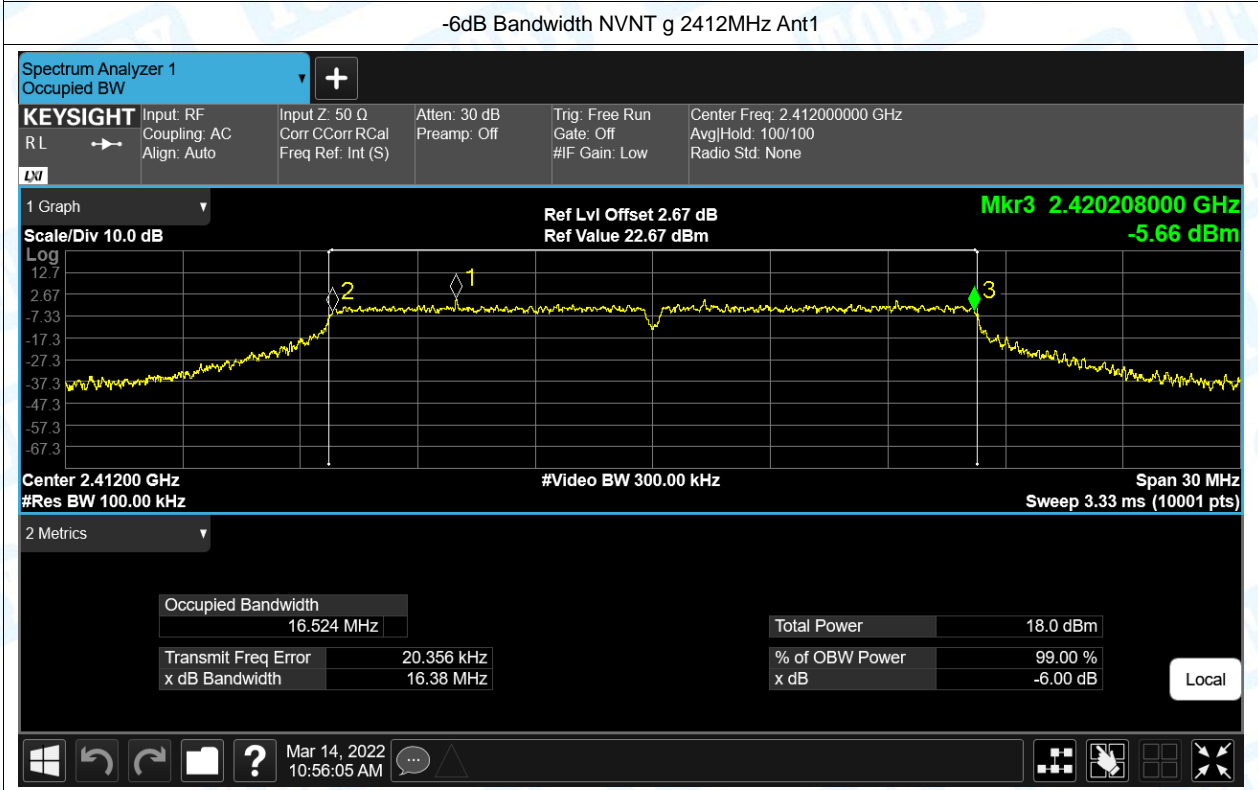 -6dB Bandwidth NVNT g 2412MHz Ant1
Spectrum Analyzer 1
Occupied BW
KEYSIGHT
R L
LXI
Input: RF
Coupling: AC
Align: Auto
Input Z: 50 Ω
Corr CCorr RCal
Freq Ref: Int (S)
Atten: 30 dB
Preamp: Off
Trig: Free Run
Gate: Off
#IF Gain: Low
Center Freq: 2.412000000 GHz
Avg|Hold: 100/100
Radio Std: None
1 Graph
Scale/Div 10.0 dB
Ref Lvl Offset 2.67 dB
Ref Value 22.67 dBm
Mkr3 2.420208000 GHz
-5.66 dBm
Log
12.7
2.67
-7.33
-17.3
-27.3
-37.3
-47.3
-57.3
-67.3
2
1
3
Center 2.41200 GHz
#Res BW 100.00 kHz
#Video BW 300.00 kHz
Span 30 MHz
Sweep 3.33 ms (10001 pts)
2 Metrics
Occupied Bandwidth
16.524 MHz
Transmit Freq Error 20.356 kHz
x dB Bandwidth 16.38 MHz
Total Power 18.0 dBm
% of OBW Power 99.00 %
x dB -6.00 dB
Local
?
Mar 14, 2022
10:56:05 AM